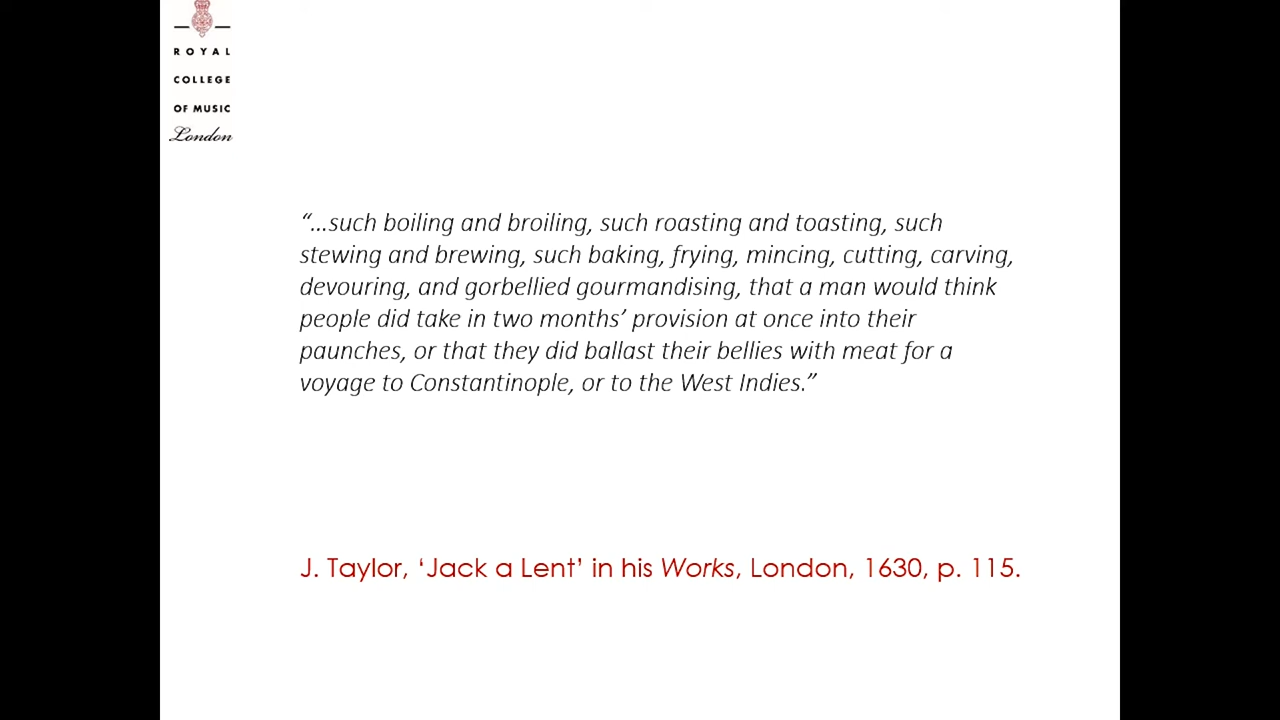 ROYAL
COLLEGE
OF MUSIC
London
“...such boiling and broiling, such roasting and toasting, such
stewing and brewing, such baking, frying, mincing, cutting, carving,
devouring, and gorbellied gourmandising, that a man would think
people did take in two months’ provision at once into their
paunches, or that they did ballast their bellies with meat for a
voyage to Constantinople, or to the West Indies.”
J. Taylor, ‘Jack a Lent’ in his Works, London, 1630, p. 115.